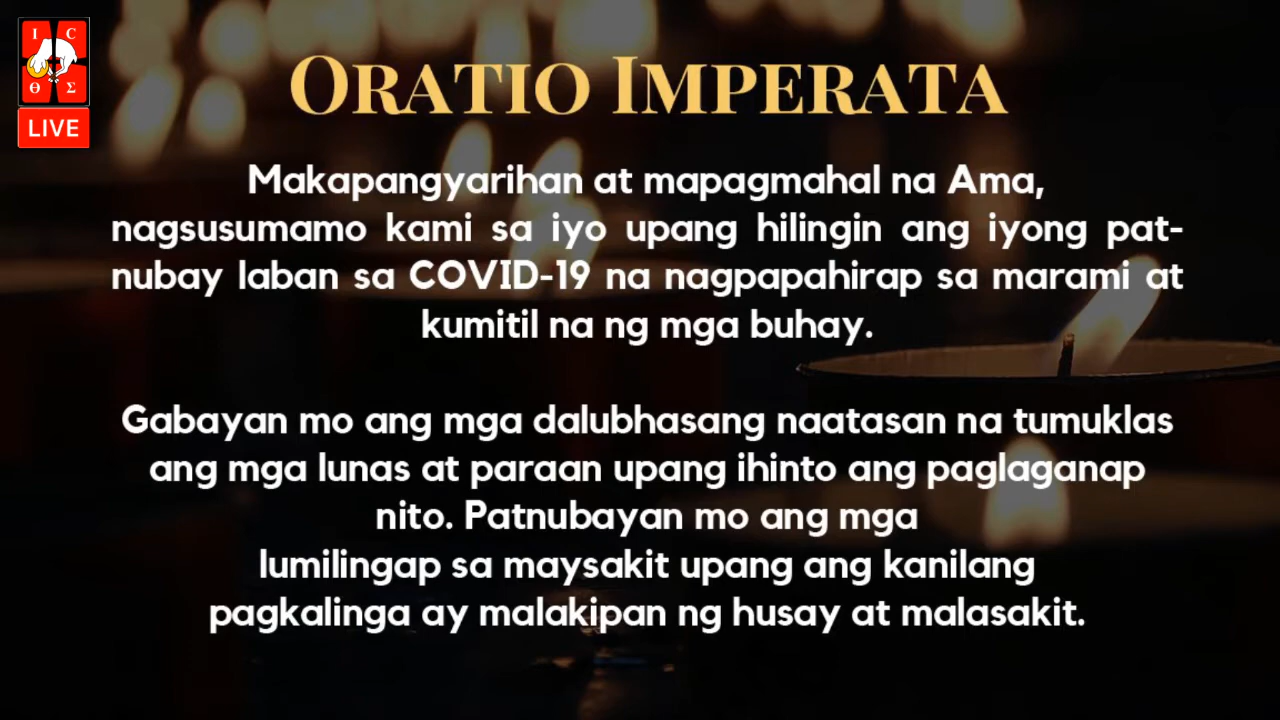 I C
Θ Σ
LIVE
ORATIO IMPERATA
Makapangyarihan at mapagmahal na Ama,
nagsusumamo kami sa iyo upang hilingin ang iyong pat-
nubay laban sa COVID-19 na nagpapahirap sa marami at
kumitil na ng mga buhay.
Gabayan mo ang mga dalubhasang naatasan na tumuklas
ang mga lunas at paraan upang ihinto ang paglaganap
nito. Patnubayan mo ang mga
lumilingap sa maysakit upang ang kanilang
pagkalinga ay malakipan ng husay at malasakit.